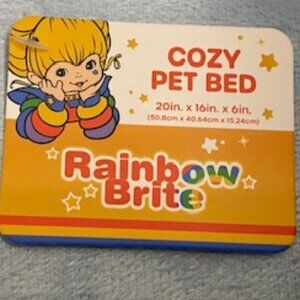 COZY
PET BED
20in. x 16in. x 6in.
(50.8cm x 40.64cm x 15.24cm)
Rainbow
Brite